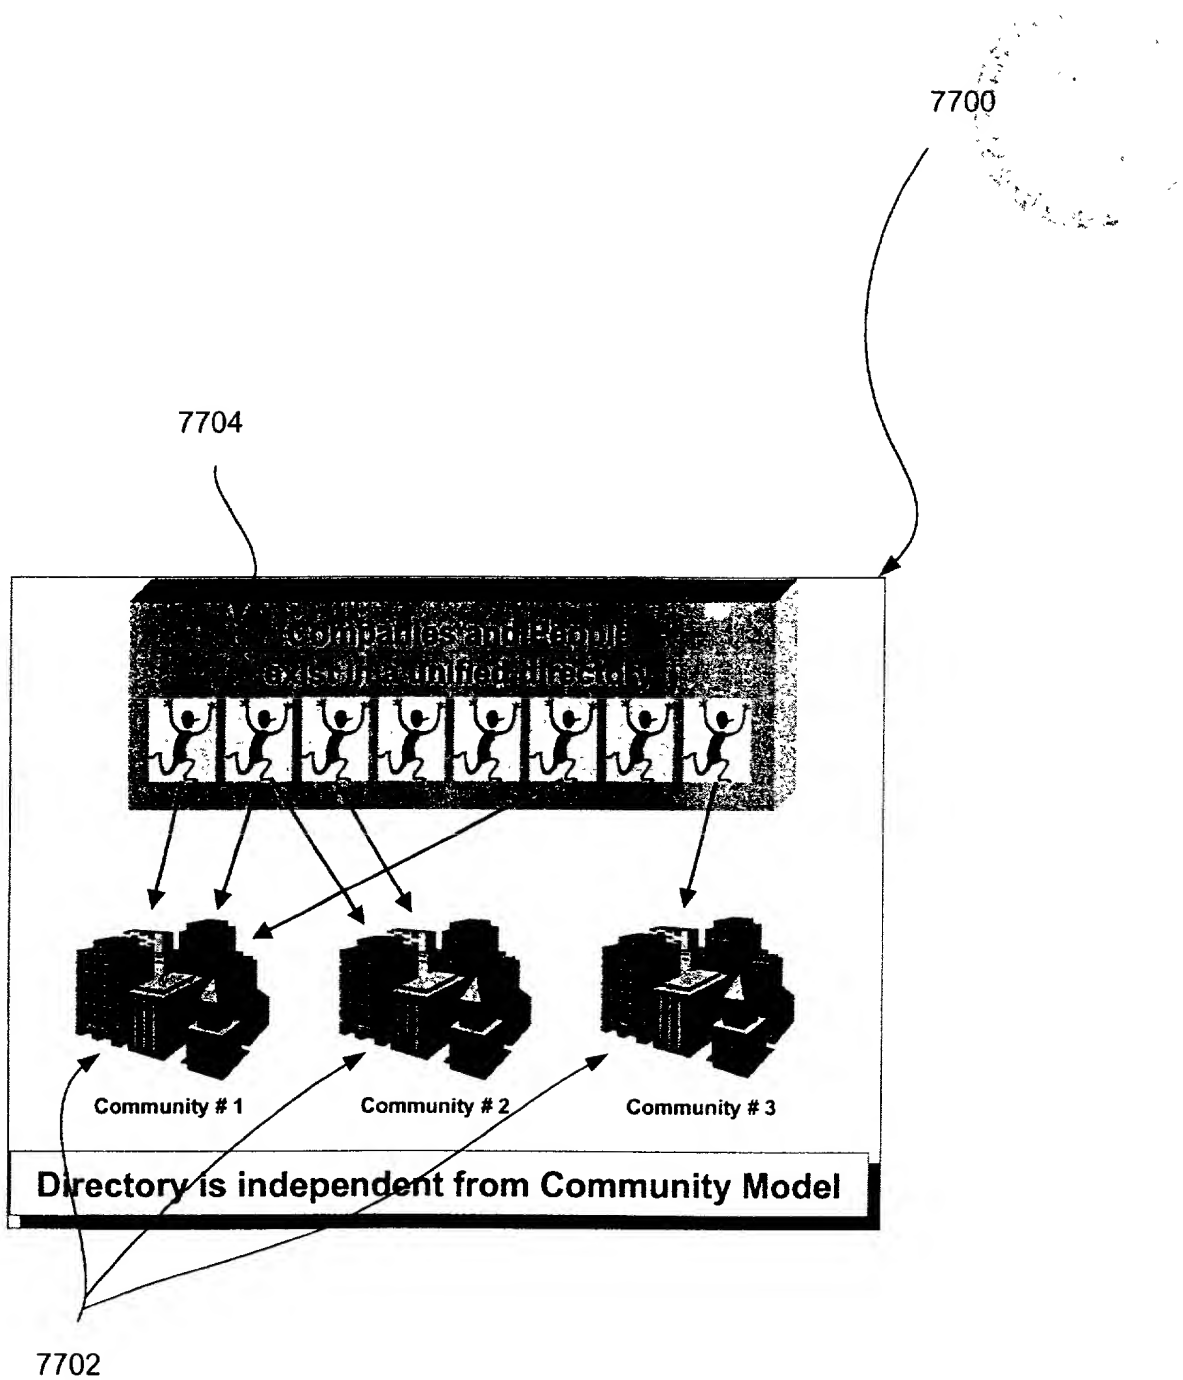 7700
7704
Companies and People
exist in a unified directory
Community # 1
Community # 2
Community # 3
Directory is independent from Community Model
7702